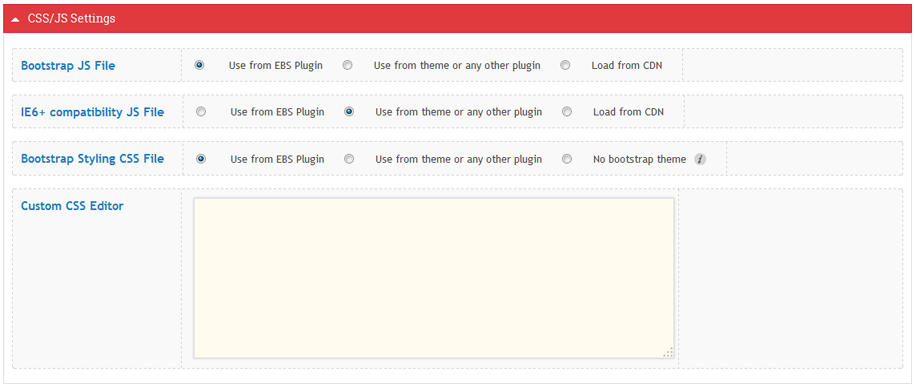 CSS/JS Settings
Bootstrap JS File Use from EBS Plugin Use from theme or any other plugin Load from CDN
IE6+ compatibility JS File Use from EBS Plugin Use from theme or any other plugin Load from CDN
Bootstrap Styling CSS File Use from EBS Plugin Use from theme or any other plugin No bootstrap theme i
Custom CSS Editor